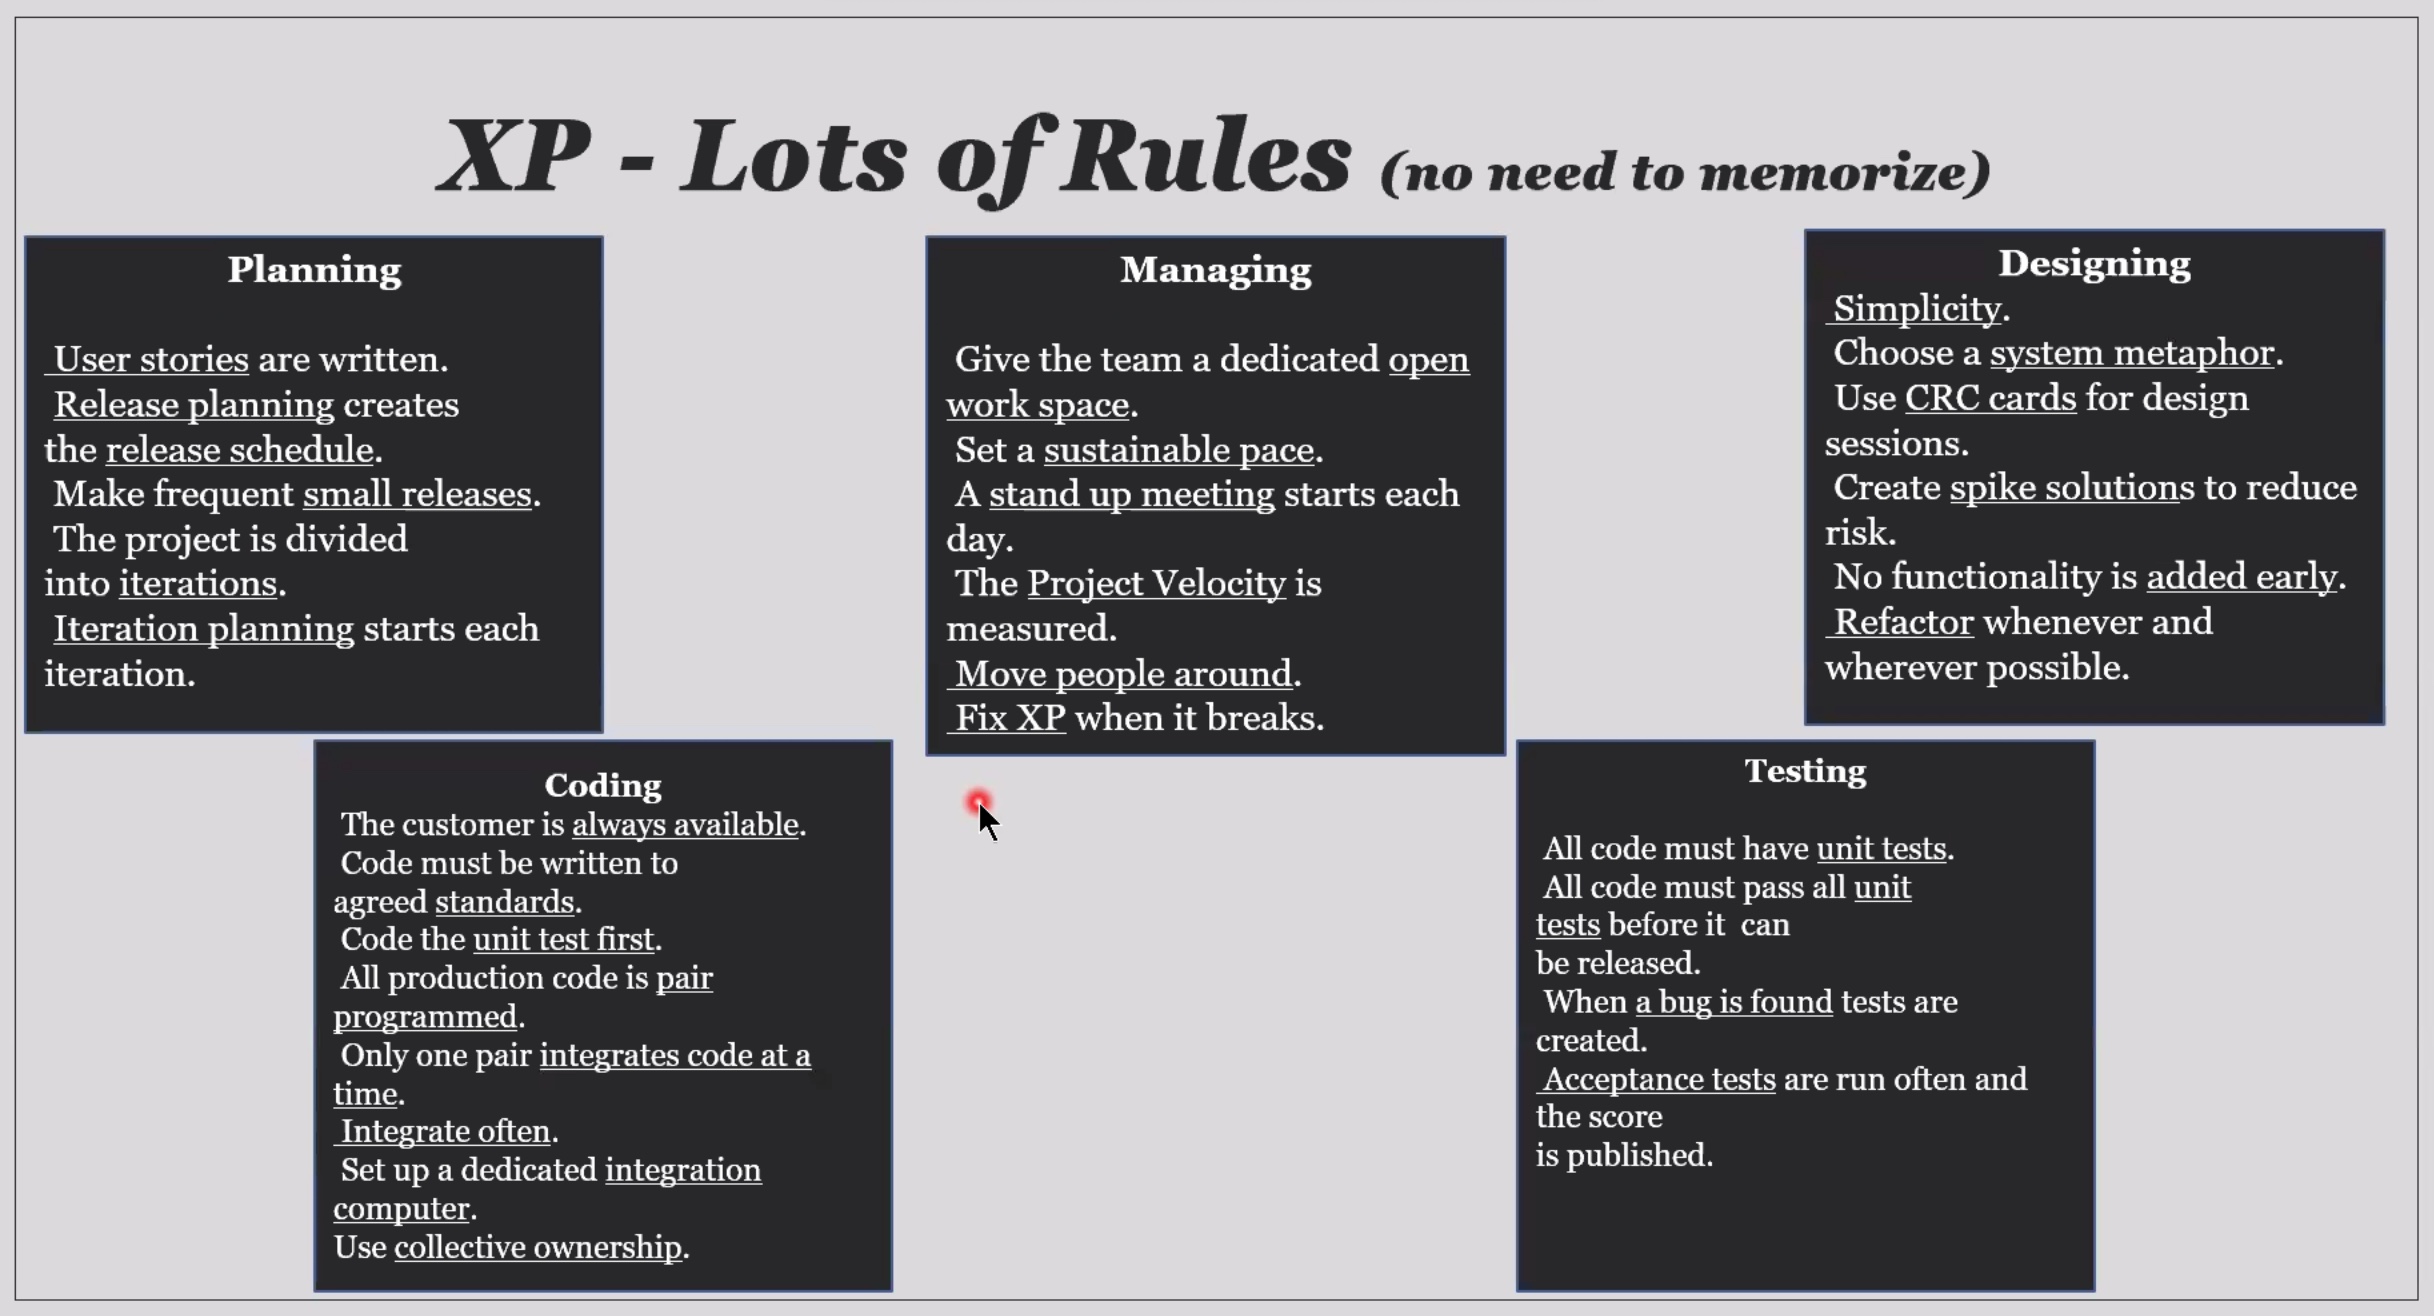 XP - Lots of Rules (no need to memorize)
Planning
User stories are written.
Release planning creates
the release schedule.
Make frequent small releases.
The project is divided
into iterations.
Iteration planning starts each
iteration.
Managing
Give the team a dedicated open
work space.
Set a sustainable pace.
A stand up meeting starts each
day.
The Project Velocity is
measured.
Move people around.
Fix XP when it breaks.
Designing
Simplicity.
Choose a system metaphor.
Use CRC cards for design
sessions.
Create spike solutions to reduce
risk.
No functionality is added early.
Refactor whenever and
wherever possible.
Coding
The customer is always available.
Code must be written to
agreed standards.
Code the unit test first.
All production code is pair
programmed.
Only one pair integrates code at a
time.
Integrate often.
Set up a dedicated integration
computer.
Use collective ownership.
Testing
All code must have unit tests.
All code must pass all unit
tests before it  can
be released.
When a bug is found tests are
created.
Acceptance tests are run often and
the score
is published.